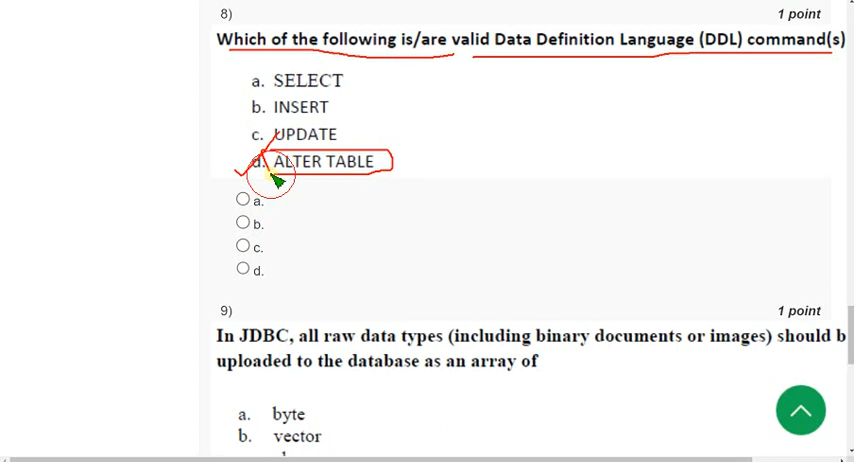 8)
1 point
Which of the following is/are valid Data Definition Language (DDL) command(s)
a. SELECT
b. INSERT
c. UPDATE
d. ALTER TABLE
a.
b.
c.
d.
9)
1 point
In JDBC, all raw data types (including binary documents or images) should b
uploaded to the database as an array of
a. byte
b. vector